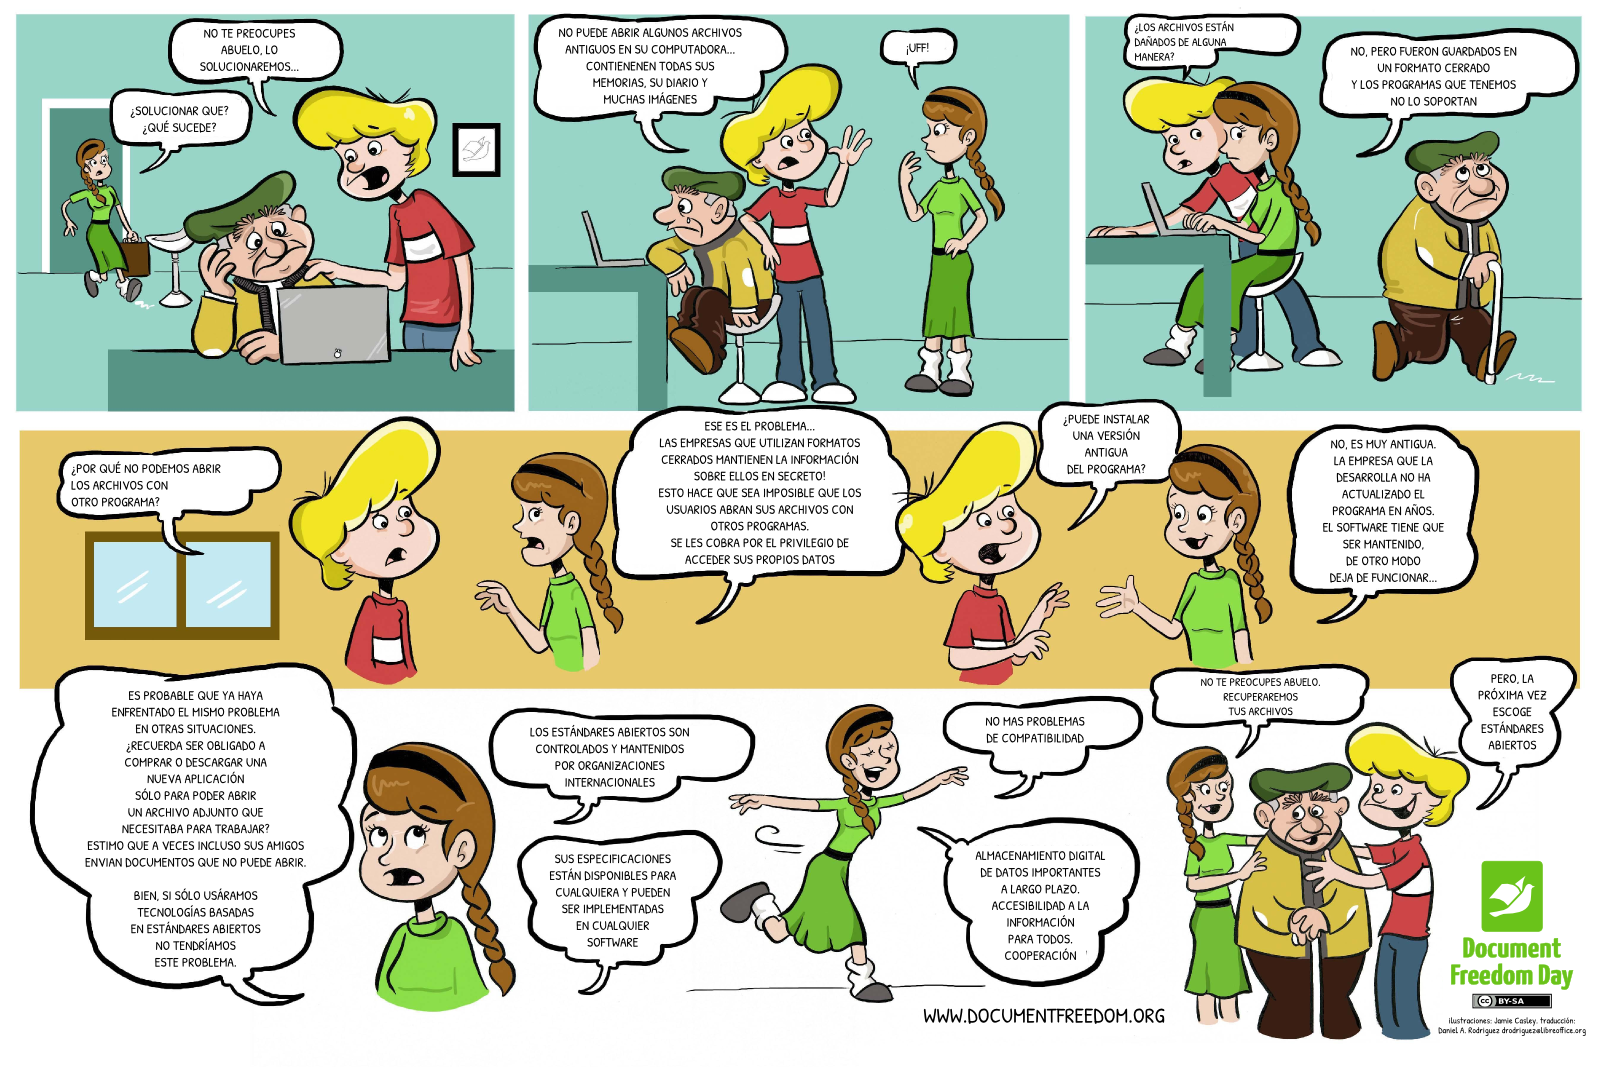 NO TE PREOCUPES
ABUELO, LO
SOLUCIONAREMOS...
¿SOLUCIONAR QUE?
¿QUÉ SUCEDE?
NO PUEDE ABRIR ALGUNOS ARCHIVOS
ANTIGUOS EN SU COMPUTADORA...
CONTIENENEN TODAS SUS
MEMORIAS, SU DIARIO Y
MUCHAS IMÁGENES
¡UFF!
¿LOS ARCHIVOS ESTÁN
DAÑADOS DE ALGUNA
MANERA?
NO, PERO FUERON GUARDADOS EN
UN FORMATO CERRADO
Y LOS PROGRAMAS QUE TENEMOS
NO LO SOPORTAN
¿POR QUÉ NO PODEMOS ABRIR
LOS ARCHIVOS CON
OTRO PROGRAMA?
ESE ES EL PROBLEMA...
LAS EMPRESAS QUE UTILIZAN FORMATOS
CERRADOS MANTIENEN LA INFORMACIÓN
SOBRE ELLOS EN SECRETO!
ESTO HACE QUE SEA IMPOSIBLE QUE LOS
USUARIOS ABRAN SUS ARCHIVOS CON
OTROS PROGRAMAS.
SE LES COBRA POR EL PRIVILEGIO DE
ACCEDER SUS PROPIOS DATOS
¿PUEDE INSTALAR
UNA VERSIÓN
ANTIGUA
DEL PROGRAMA?
NO, ES MUY ANTIGUA.
LA EMPRESA QUE LA
DESARROLLA NO HA
ACTUALIZADO EL
PROGRAMA EN AÑOS.
EL SOFTWARE TIENE QUE
SER MANTENIDO,
DE OTRO MODO
DEJA DE FUNCIONAR...
ES PROBABLE QUE YA HAYA
ENFRENTADO EL MISMO PROBLEMA
EN OTRAS SITUACIONES.
¿RECUERDA SER OBLIGADO A
COMPRAR O DESCARGAR UNA
NUEVA APLICACIÓN
SÓLO PARA PODER ABRIR
UN ARCHIVO ADJUNTO QUE
NECESITABA PARA TRABAJAR?
ESTIMO QUE A VECES INCLUSO SUS AMIGOS
ENVIAN DOCUMENTOS QUE NO PUEDE ABRIR.
BIEN, SI SÓLO USÁRAMOS
TECNOLOGÍAS BASADAS
EN ESTÁNDARES ABIERTOS
NO TENDRÍAMOS
ESTE PROBLEMA.
LOS ESTÁNDARES ABIERTOS SON
CONTROLADOS Y MANTENIDOS
POR ORGANIZACIONES
INTERNACIONALES
SUS ESPECIFICACIONES
ESTÁN DISPONIBLES PARA
CUALQUIERA Y PUEDEN
SER IMPLEMENTADAS
EN CUALQUIER
SOFTWARE
NO MAS PROBLEMAS
DE COMPATIBILIDAD
ALMACENAMIENTO DIGITAL
DE DATOS IMPORTANTES
A LARGO PLAZO.
ACCESIBILIDAD A LA
INFORMACIÓN
PARA TODOS.
COOPERACIÓN
NO TE PREOCUPES ABUELO.
RECUPERAREMOS
TUS ARCHIVOS
PERO, LA
PRÓXIMA VEZ
ESCOGE
ESTÁNDARES
ABIERTOS
WWW.DOCUMENTFREEDOM.ORG
Document
Freedom Day
cc BY-SA
ilustraciones: Jamie Casley. traducción:
Daniel A. Rodriguez drodriguez@libreoffice.org